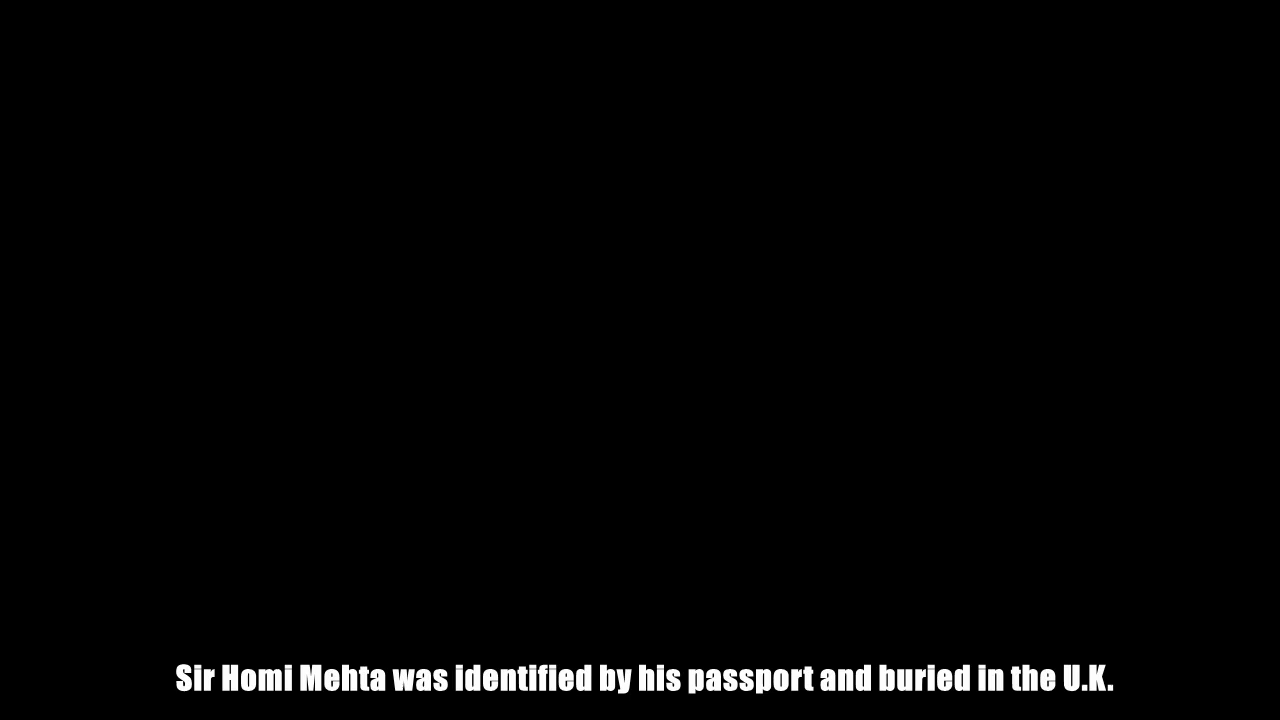 Sir Homi Mehta was identified by his passport and buried in the U.K.